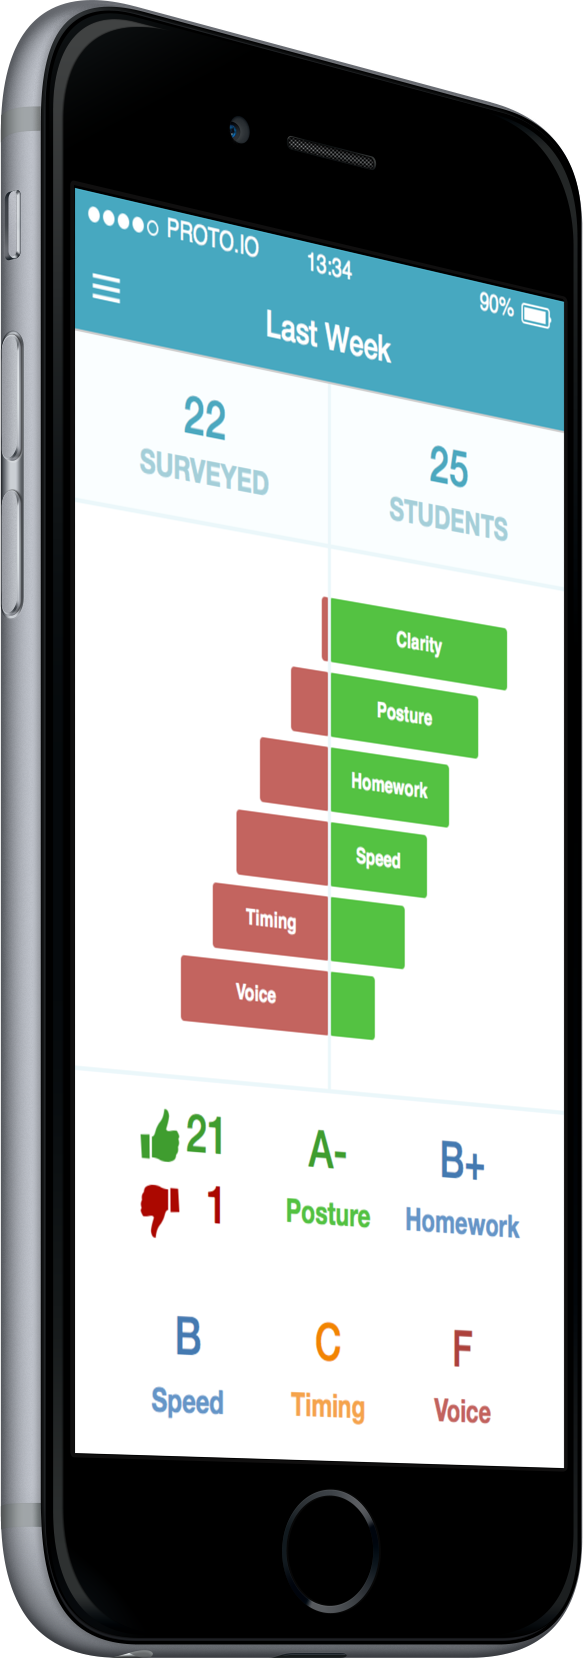 PROTO.IO 13:34 90%
Last Week
22
SURVEYED
25
STUDENTS
Clarity
Posture
Homework
Speed
Timing
Voice
21
1
A-
Posture
B+
Homework
B
Speed
C
Timing
F
Voice